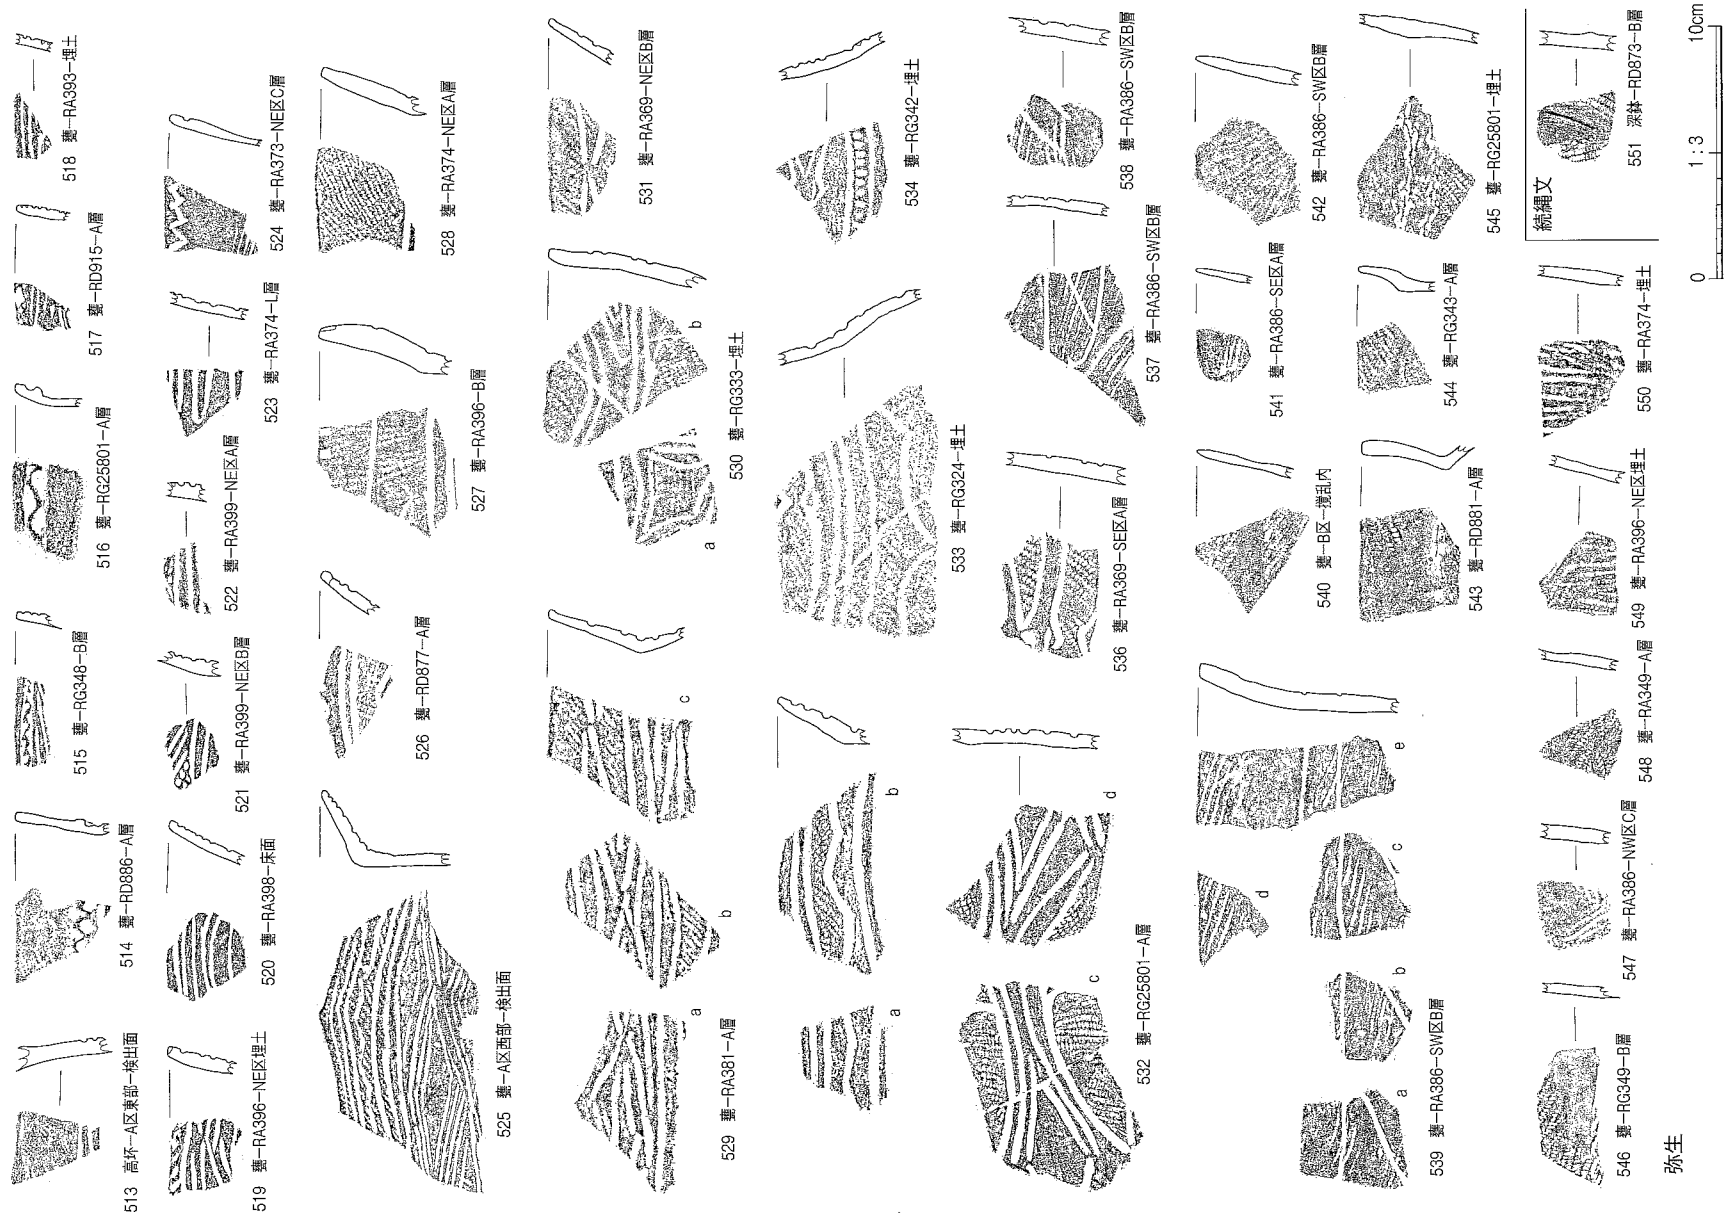 513 高坏-A区東部-検出面
514 甕-RD886-A層
515 甕-RG348-B層
516 甕-RG25801-A層
517 甕-RD915-A層
518 甕-RA393-埋土
519 甕-RA396-NE区埋土
520 甕-RA398-床面
521 甕-RA399-NE区B層
522 甕-RA399-NE区A層
523 甕-RA374-L層
524 甕-RA373-NE区C層
525 甕-A区西部-検出面
526 甕-RD877-A層
527 甕-RA396-B層
528 甕-RA374-NE区A層
a
b
c
529 甕-RA381-A層
a
b
530 甕-RG333-埋土
531 甕-RA369-NE区B層
a
b
c
d
532 甕-RG25801-A層
533 甕-RG324-埋土
534 甕-RG342-埋土
536 甕-RA369-SE区A層
537 甕-RA386-SW区B層
538 甕-RA386-SW区B層
a
b
c
d
e
539 甕-RA386-SW区B層
540 甕-B区-撹乱内
541 甕-RA386-SE区A層
542 甕-RA386-SW区B層
543 甕-RD881-A層
544 甕-RG343-A層
545 甕-RG25801-埋土
546 甕-RG349-B層
547 甕-RA386-NW区C層
548 甕-RA349-A層
549 甕-RA396-NE区埋土
550 甕-RA374-埋土
続縄文
551 深鉢-RD873-B層
弥生
0 1:3 10cm